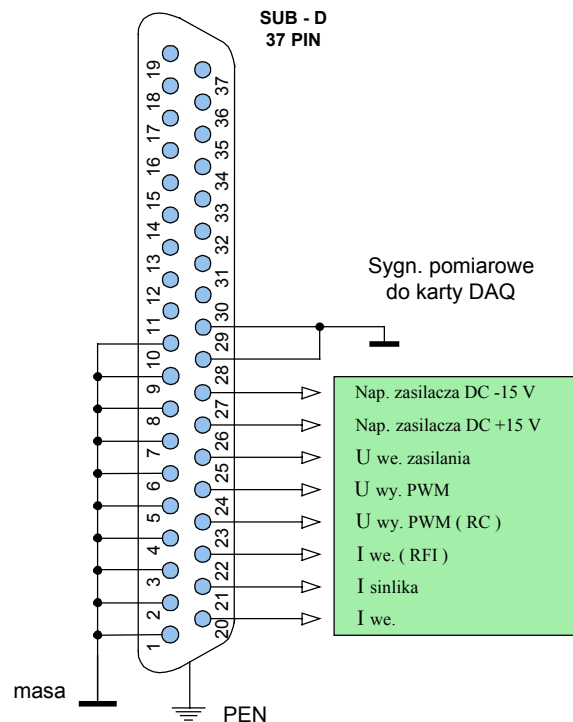 SUB - D
37 PIN
19
37
18
36
17
35
16
34
15
33
14
32
13
31
12
30
11
29
10
28
9
27
8
26
7
25
6
24
5
23
4
22
3
21
2
20
1
Sygn. pomiarowe
do karty DAQ
Nap. zasilacza DC -15 V
Nap. zasilacza DC +15 V
U we. zasilania
U wy. PWM
U wy. PWM ( RC )
I we. ( RFI )
I sinlika
I we.
masa
PEN